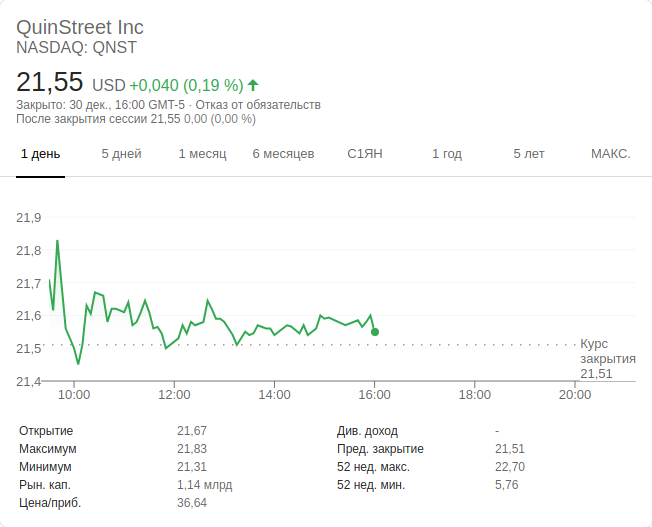 QuinStreet Inc
NASDAQ: QNST
21,55 USD +0,040 (0,19 %)
Закрыто: 30 дек., 16:00 GMT-5 · Отказ от обязательств
После закрытия сессии 21,55 0,00 (0,00 %)
1 день 5 дней 1 месяц 6 месяцев С1ЯН 1 год 5 лет МАКС.
21,9
21,8
21,7
21,6
21,5
21,4
Курс
закрытия
21,51
10:00 12:00 14:00 16:00 18:00 20:00
Открытие 21,67 Див. доход -
Максимум 21,83 Пред. закрытие 21,51
Минимум 21,31 52 нед. макс. 22,70
Рын. кап. 1,14 млрд 52 нед. мин. 5,76
Цена/приб. 36,64